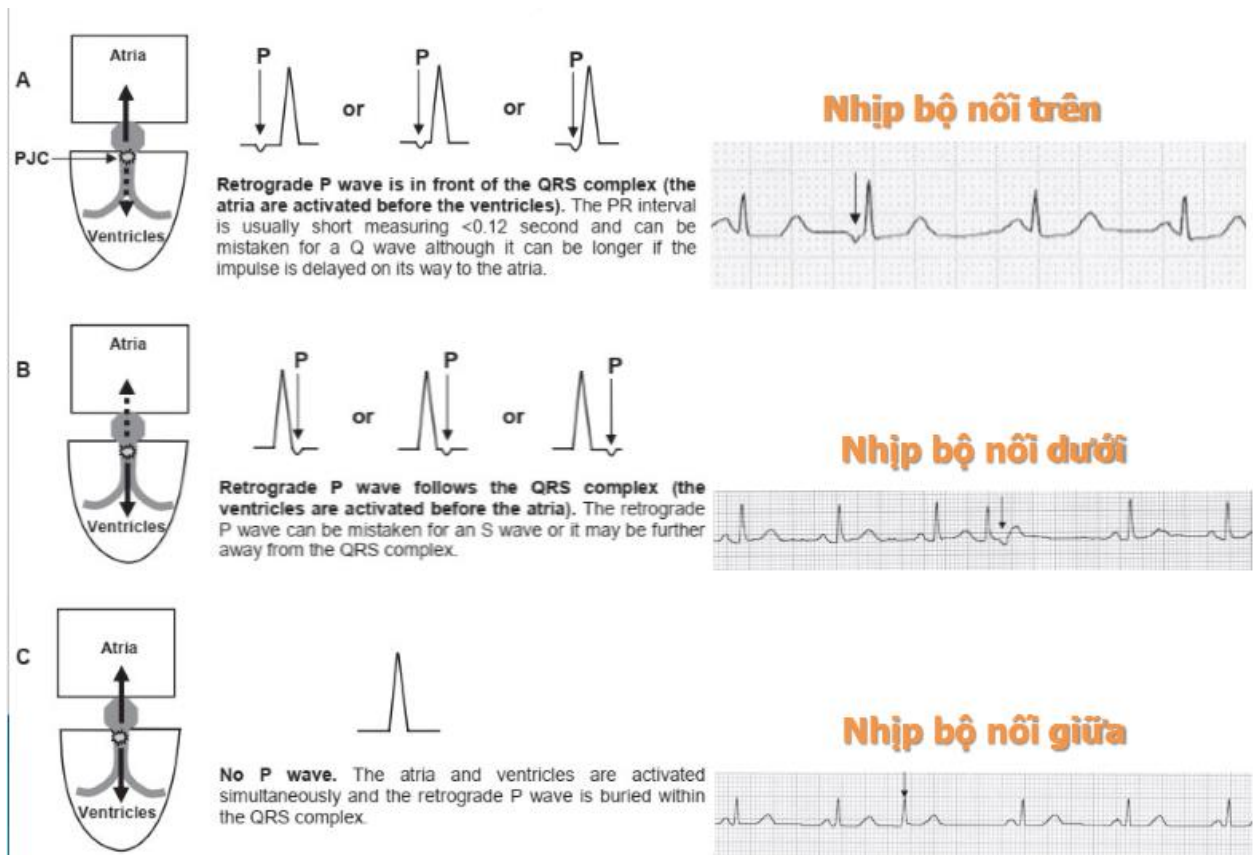 A
Atria
PJC
Ventricles
P
or
P
or
P
Retrograde P wave is in front of the QRS complex (the
atria are activated before the ventricles). The PR interval
is usually short measuring <0.12 second and can be
mistaken for a Q wave although it can be longer if the
impulse is delayed on its way to the atria.
Nhịp bộ nối trên
B
Atria
Ventricles
P
or
P
or
P
Retrograde P wave follows the QRS complex (the
ventricles are activated before the atria). The retrograde
P wave can be mistaken for an S wave or it may be further
away from the QRS complex.
Nhịp bộ nối dưới
C
Atria
Ventricles
No P wave. The atria and ventricles are activated
simultaneously and the retrograde P wave is buried within
the QRS complex.
Nhịp bộ nối giữa